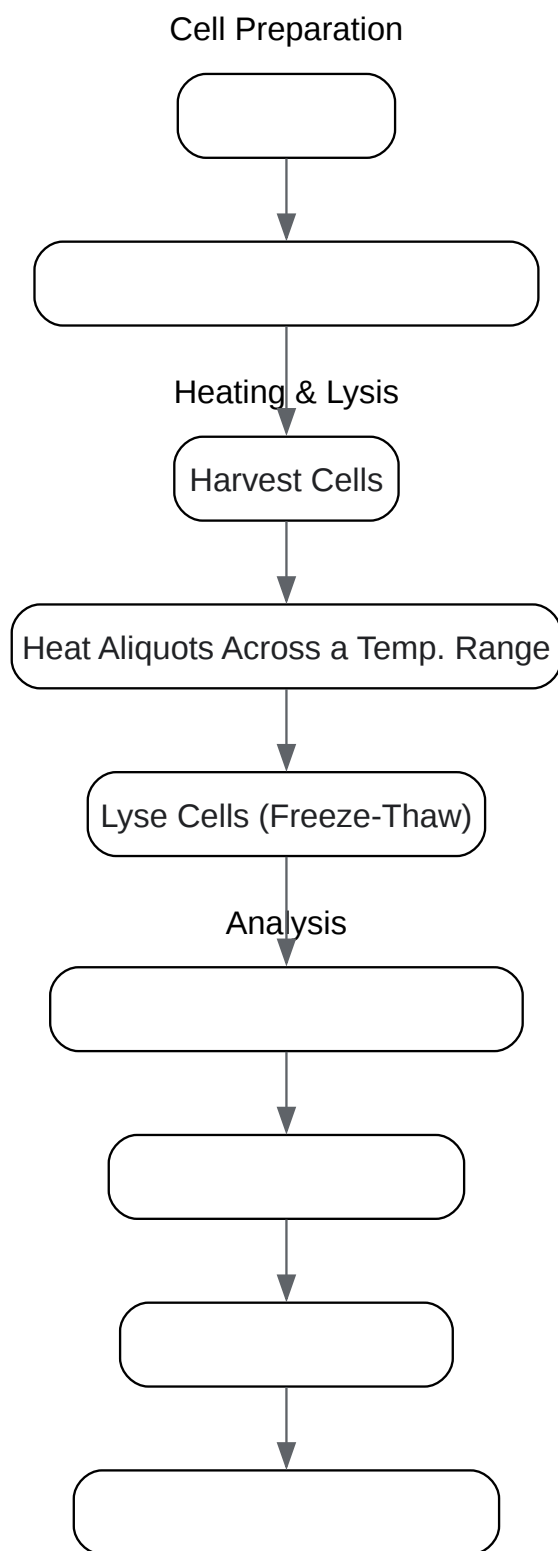 Cell Preparation
Heating & Lysis
Harvest Cells
Heat Aliquots Across a Temp. Range
Lyse Cells (Freeze-Thaw)
Analysis